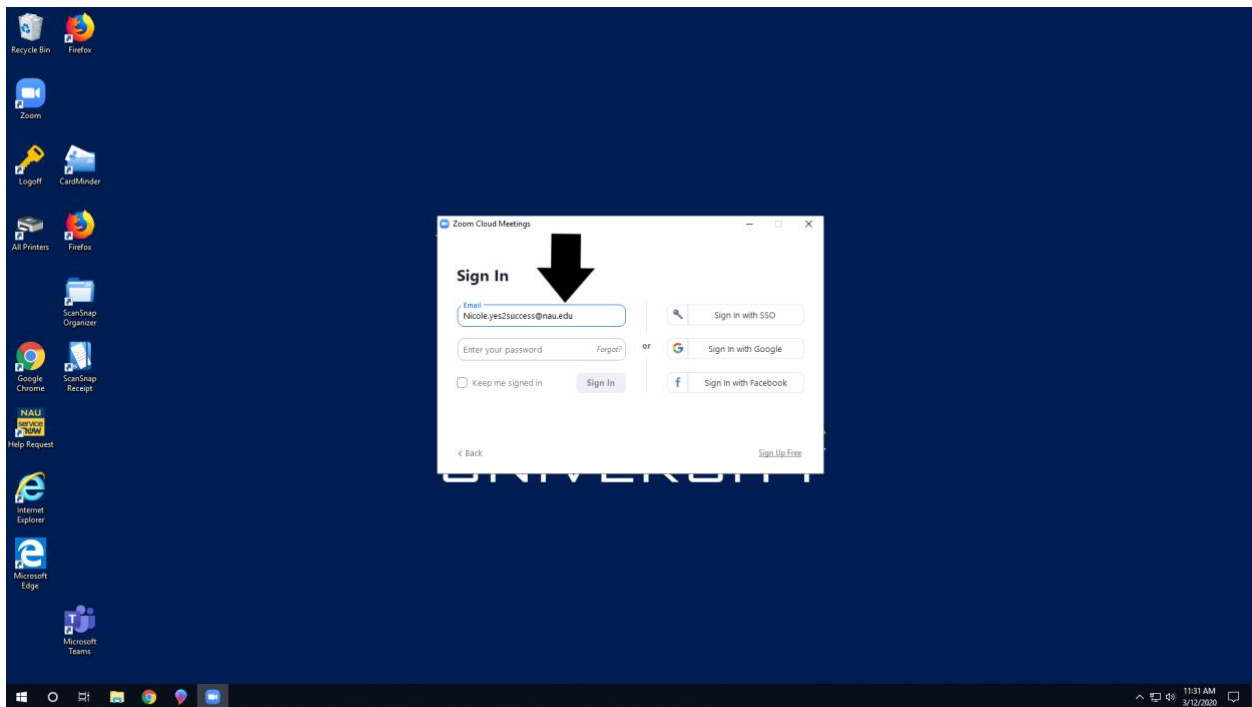 Recycle Bin
Firefox
Zoom
Logoff
CardMinder
All Printers
Firefox
ScanSnap
Organizer
Google
Chrome
ScanSnap
Receipt
NAU
service
now
Help Request
Internet
Explorer
Microsoft
Edge
Microsoft
Teams
Zoom Cloud Meetings
Sign In
Email
Nicole.yes2success@nau.edu
Enter your password
Forgot?
Keep me signed in
Sign In
or
Sign In with SSO
Sign In with Google
Sign In with Facebook
< Back
Sign Up Free
UNIVERSITY
11:31 AM
3/12/2020